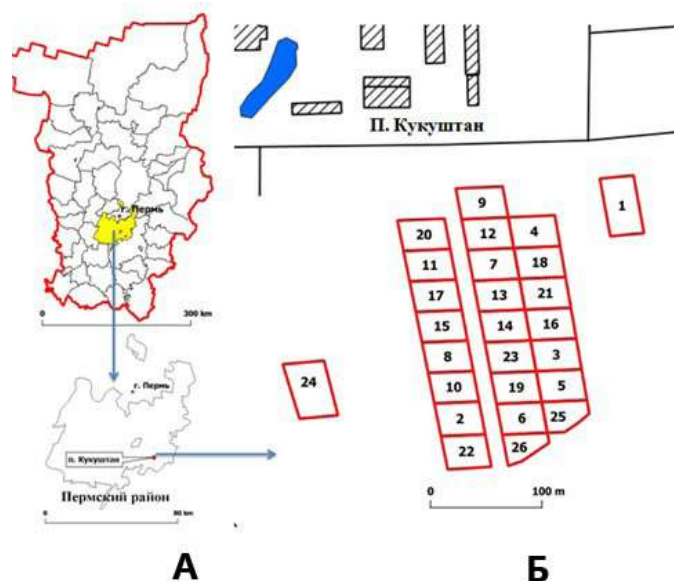 г. Пермь
0 300 km
г. Пермь
п. Кукуштан
Пермский район
0 80 km
А
П. Кукуштан
1
9
20 12 4
11 7 18
17 13 21
15 14 16
8 23 3
24
10 19 5
2 6 25
22 26
0 100 m
Б